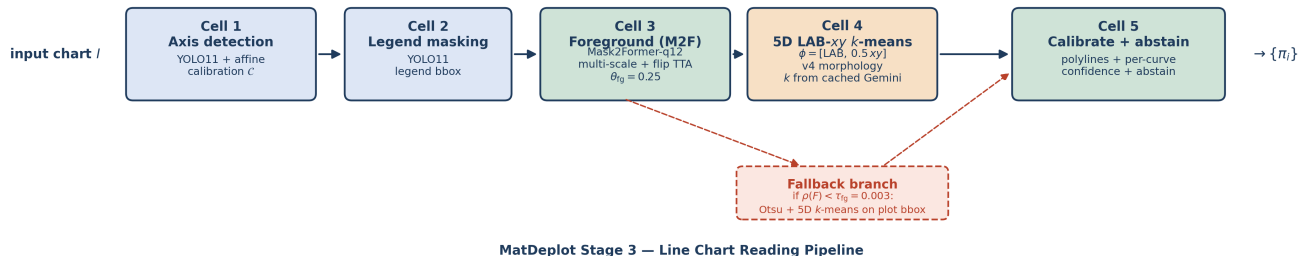 input chart I
Cell 1
Axis detection
YOLO11 + affine
calibration 𝒞
Cell 2
Legend masking
YOLO11
legend bbox
Cell 3
Foreground (M2F)
Mask2Former-q12
multi-scale + flip TTA
θfg = 0.25
Cell 4
5D LAB-xy k-means
ϕ = [LAB, 0.5 xy]
v4 morphology
k from cached Gemini
Cell 5
Calibrate + abstain
polylines + per-curve
confidence + abstain
→ {πi}
Fallback branch
if ρ(F) < τfg = 0.003:
Otsu + 5D k-means on plot bbox
MatDeplot Stage 3 — Line Chart Reading Pipeline